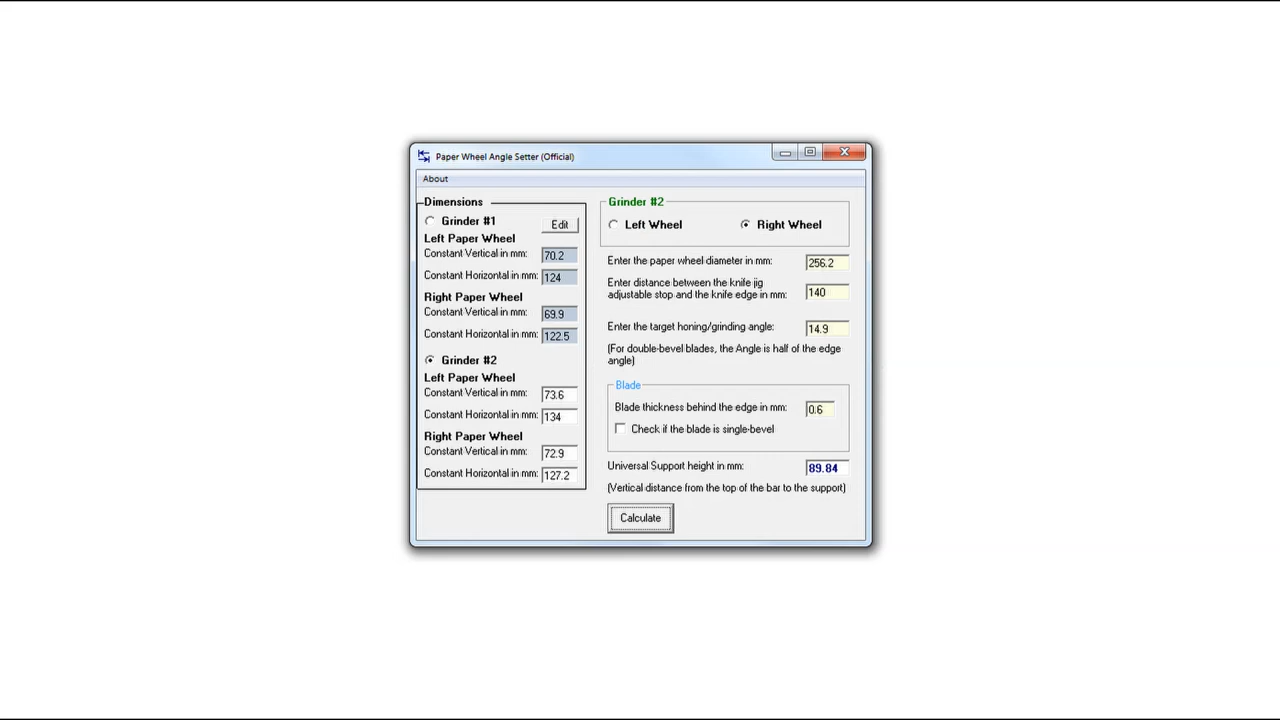 Paper Wheel Angle Setter (Official)
About
Dimensions
Grinder #1
Edit
Left Paper Wheel
Constant Vertical in mm: 70.2
Constant Horizontal in mm: 124
Right Paper Wheel
Constant Vertical in mm: 69.9
Constant Horizontal in mm: 122.5
Grinder #2
Left Paper Wheel
Constant Vertical in mm: 73.6
Constant Horizontal in mm: 134
Right Paper Wheel
Constant Vertical in mm: 72.9
Constant Horizontal in mm: 127.2
Grinder #2
Left Wheel Right Wheel
Enter the paper wheel diameter in mm: 256.2
Enter distance between the knife jig
adjustable stop and the knife edge in mm: 140
Enter the target honing/grinding angle: 14.9
(For double-bevel blades, the Angle is half of the edge
angle)
Blade
Blade thickness behind the edge in mm: 0.6
Check if the blade is single-bevel
Universal Support height in mm: 89.84
(Vertical distance from the top of the bar to the support)
Calculate